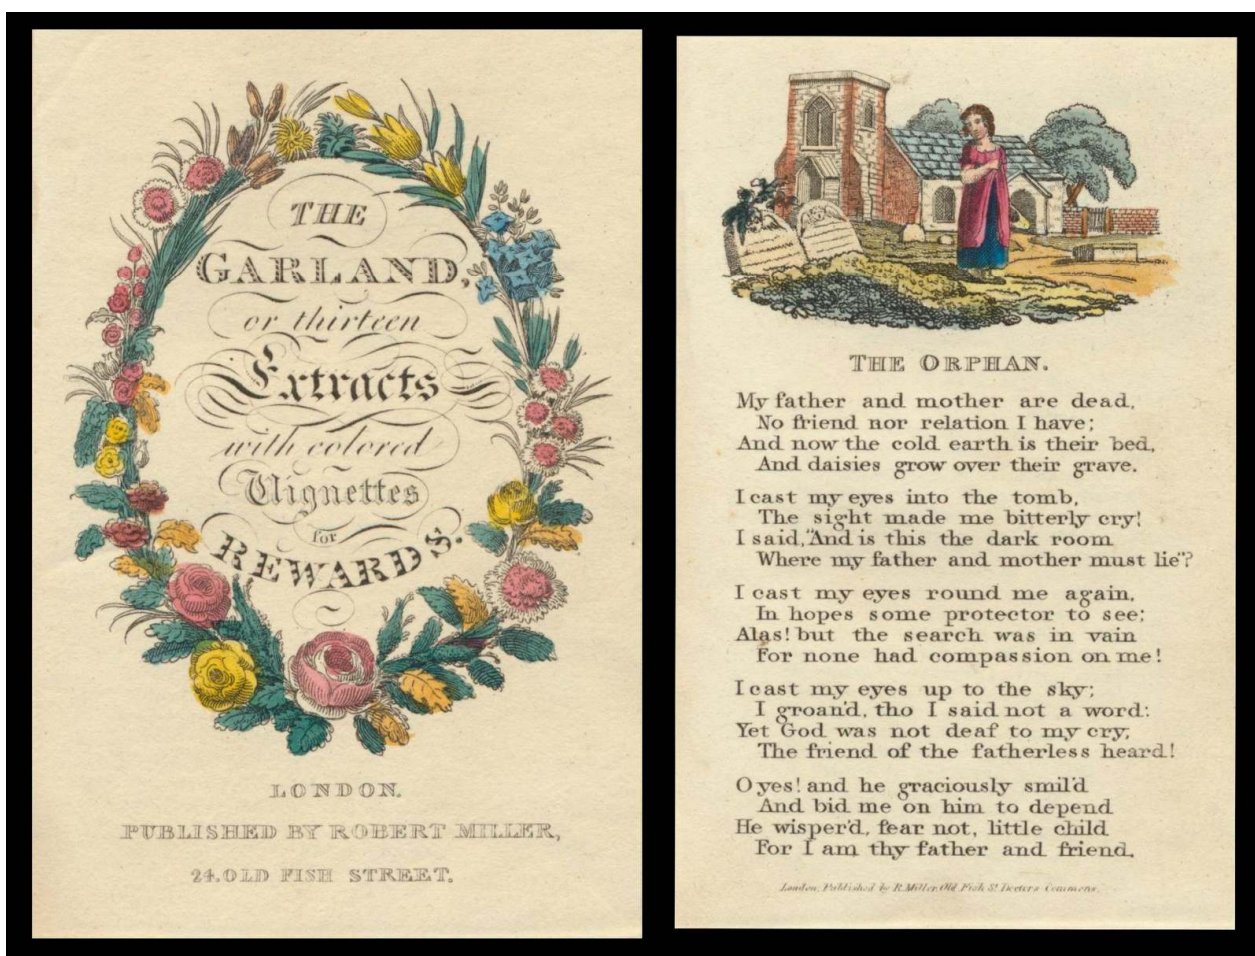 THE
GARLAND,
or thirteen
Extracts
with colored
Vignettes
for
REWARDS.
LONDON.
PUBLISHED BY ROBERT MILLER,
24. OLD FISH STREET.
THE ORPHAN.
My father and mother are dead,
No friend nor relation I have;
And now the cold earth is their bed,
And daisies grow over their grave.
I cast my eyes into the tomb,
The sight made me bitterly cry!
I said, "And is this the dark room
Where my father and mother must lie"?
I cast my eyes round me again,
In hopes some protector to see;
Alas! but the search was in vain
For none had compassion on me!
I cast my eyes up to the sky;
I groan'd, tho I said not a word:
Yet God was not deaf to my cry;
The friend of the fatherless heard!
O yes! and he graciously smil'd
And bid me on him to depend
He wisper'd, fear not, little child
For I am thy father and friend.
London; Published by R. Miller, Old Fish St. Doctors Commons.